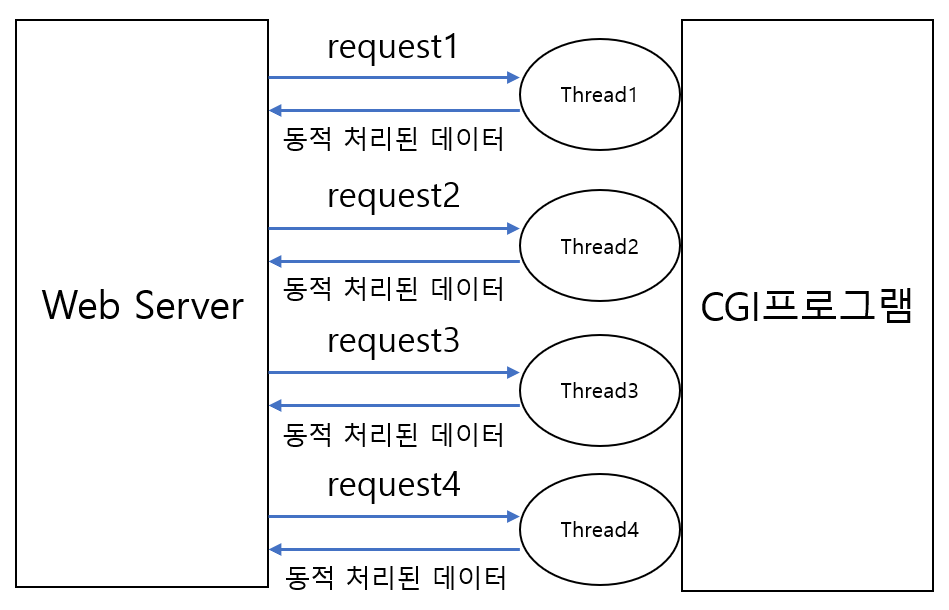 request1
Thread1
동적 처리된 데이터
request2
Thread2
동적 처리된 데이터
Web Server
CGI프로그램
request3
Thread3
동적 처리된 데이터
request4
Thread4
동적 처리된 데이터